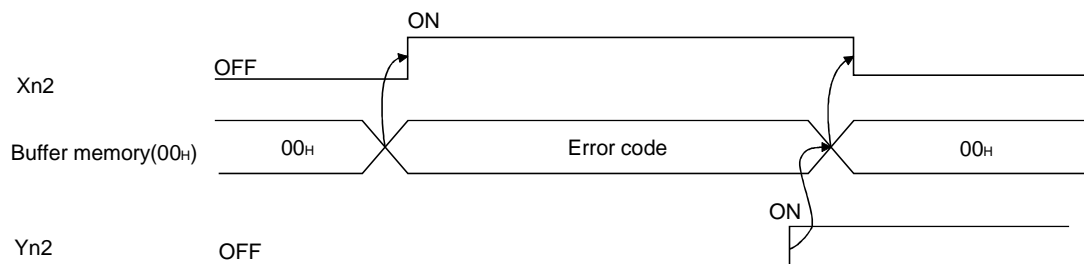 ON
OFF
Xn2
Buffer memory(00H) 00H Error code 00H
ON
Yn2 OFF